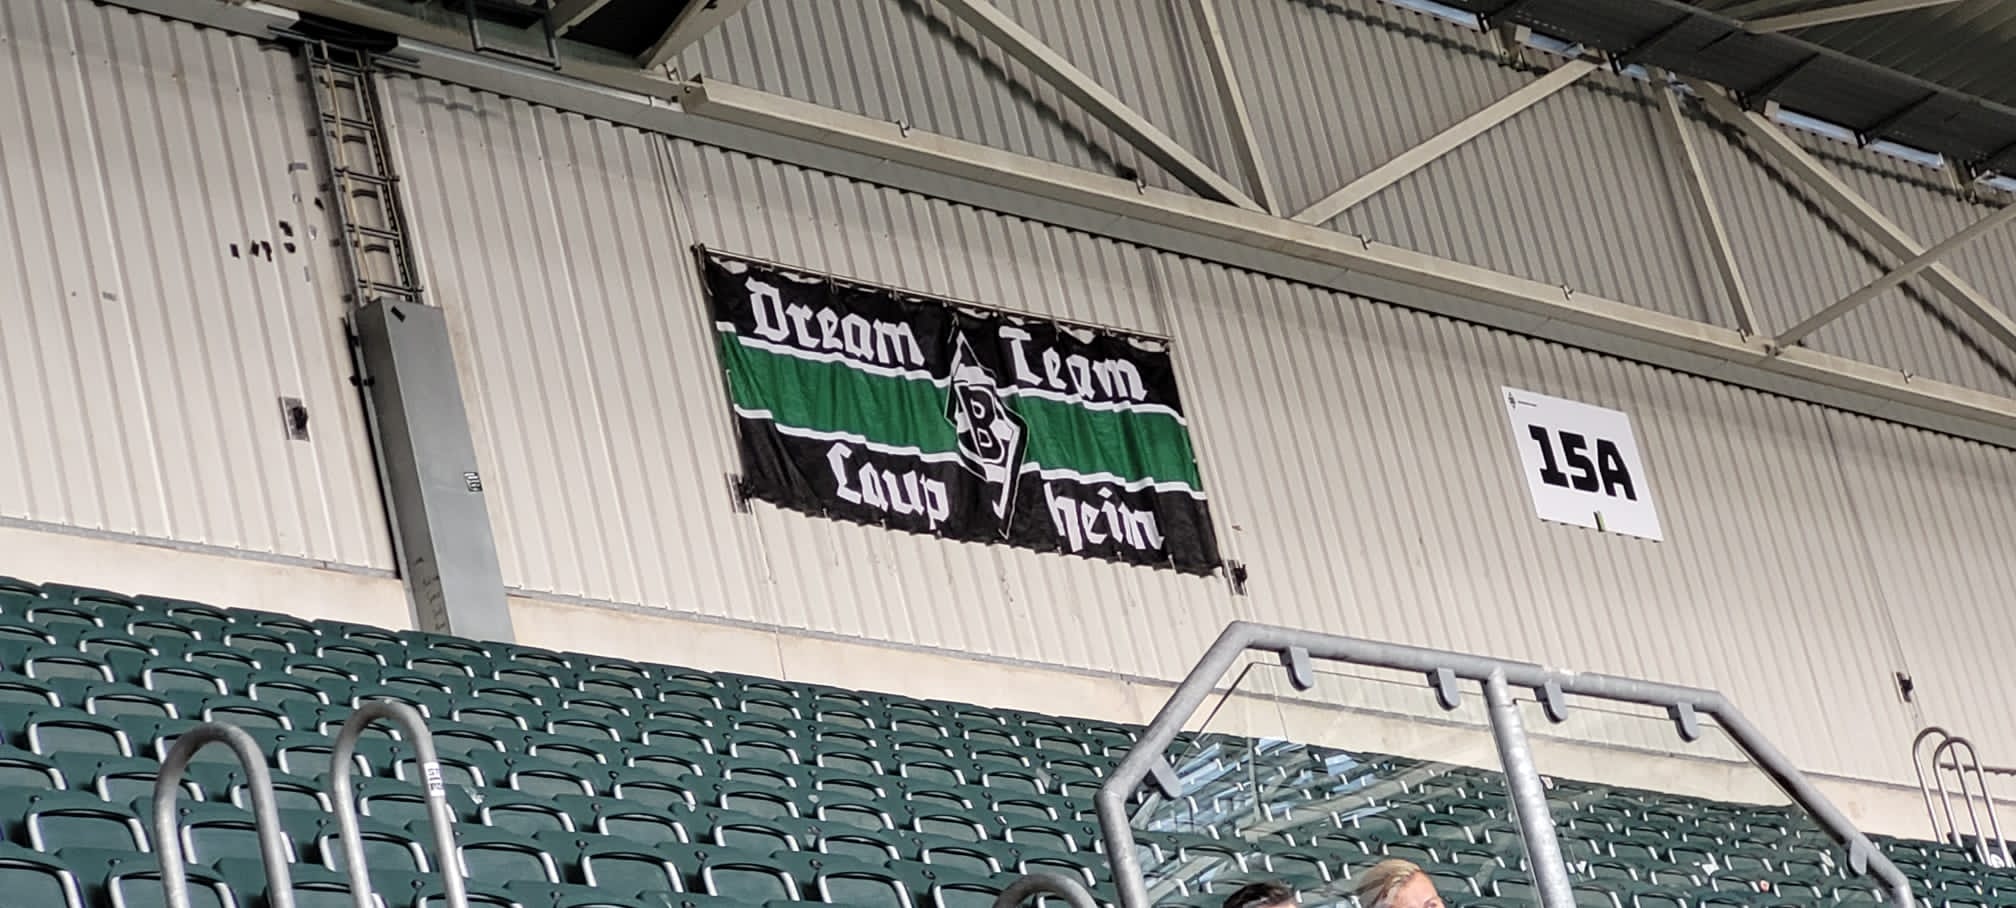 Dream Team
B
Laup heim
15A